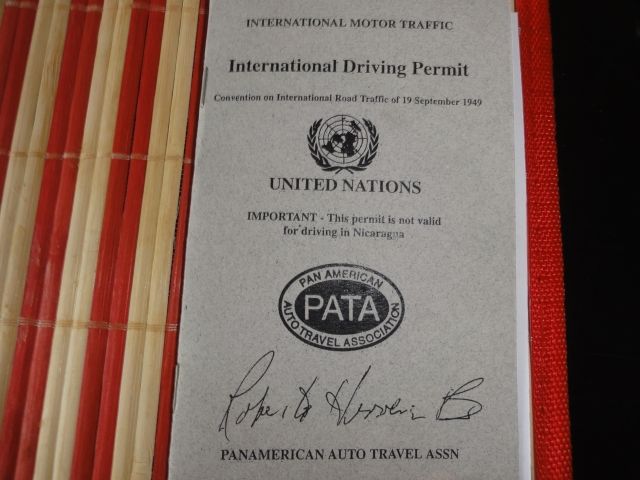 INTERNATIONAL MOTOR TRAFFIC
International Driving Permit
Convention on International Road Traffic of 19 September 1949
UNITED NATIONS
IMPORTANT - This permit is not valid
for driving in Nicaragua
PAN AMERICAN
PATA
AUTO TRAVEL ASSOCIATION
PANAMERICAN AUTO TRAVEL ASSN